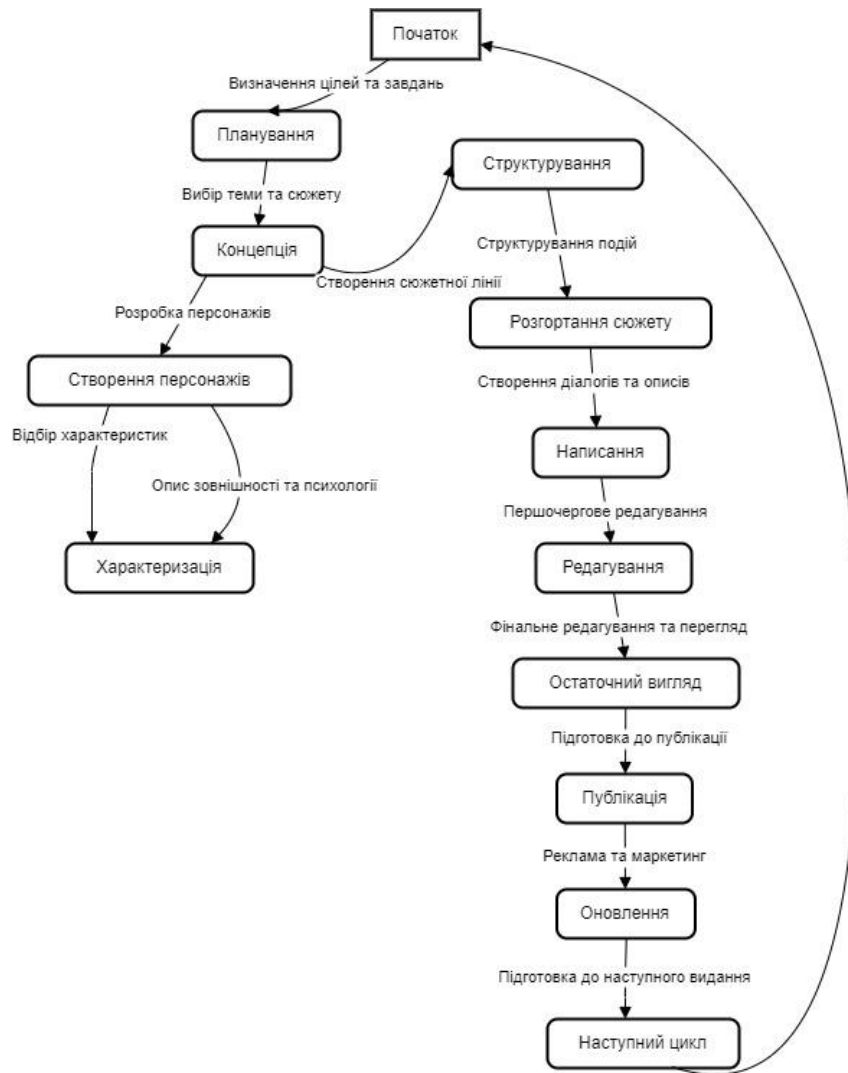 Початок
Визначення цілей та завдань
Планування
Структурування
Вибір теми та сюжету
Концепція
Структурування подій
Створення сюжетної лінії
Розробка персонажів
Розгортання сюжету
Створення персонажів
Створення діалогів та описів
Відбір характеристик
Написання
Опис зовнішності та психології
Першочергове редагування
Характеризація
Редагування
Фінальне редагування та перегляд
Остаточний вигляд
Підготовка до публікації
Публікація
Реклама та маркетинг
Оновлення
Підготовка до наступного видання
Наступний цикл